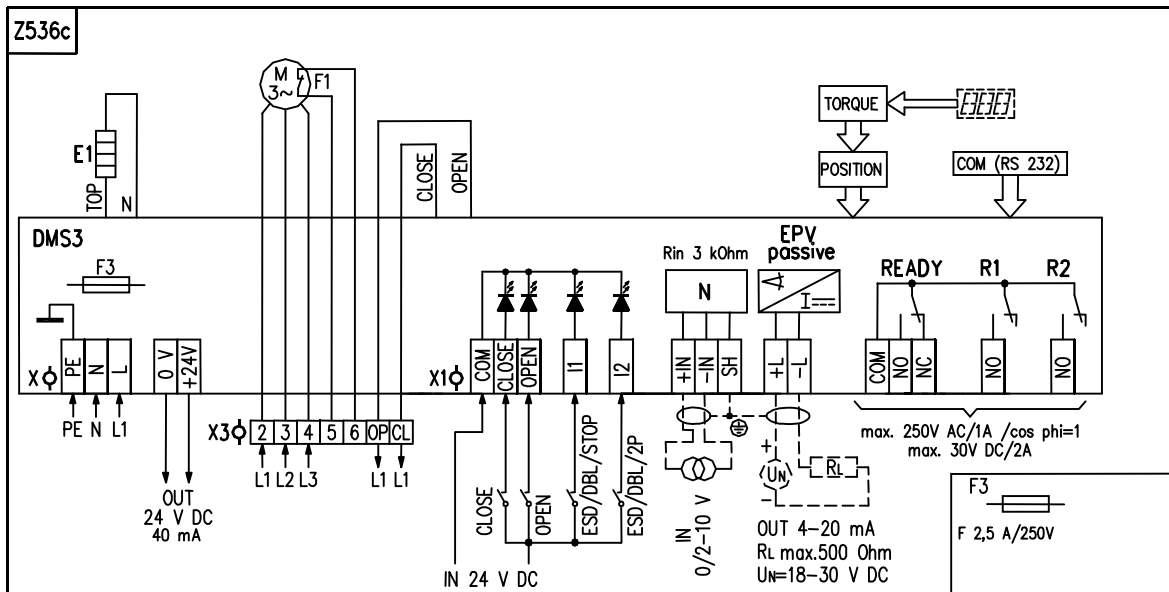 Z536c
M
3~
F1
TORQUE
E1
TOP
N
CLOSE
OPEN
POSITION
COM (RS 232)
DMS3
F3
Rin 3 kOhm
N
EPV
passive
I
READY
R1
R2
X
PE
N
L
0 V
+24V
X1
COM
CLOSE
OPEN
I1
I2
+IN
-IN
SH
+L
-L
COM
NO
NC
NO
NO
PE N L1
X3
2 3 4 5 6 OP CL
L1 L2 L3
L1 L1
OUT
24 V DC
40 mA
CLOSE
OPEN
ESD/DBL/STOP
ESD/DBL/2P
IN 24 V DC
IN
0/2-10 V
+
UN
-
RL
OUT 4-20 mA
RL max.500 Ohm
UN=18-30 V DC
max. 250V AC/1A /cos phi=1
max. 30V DC/2A
F3
F 2,5 A/250V